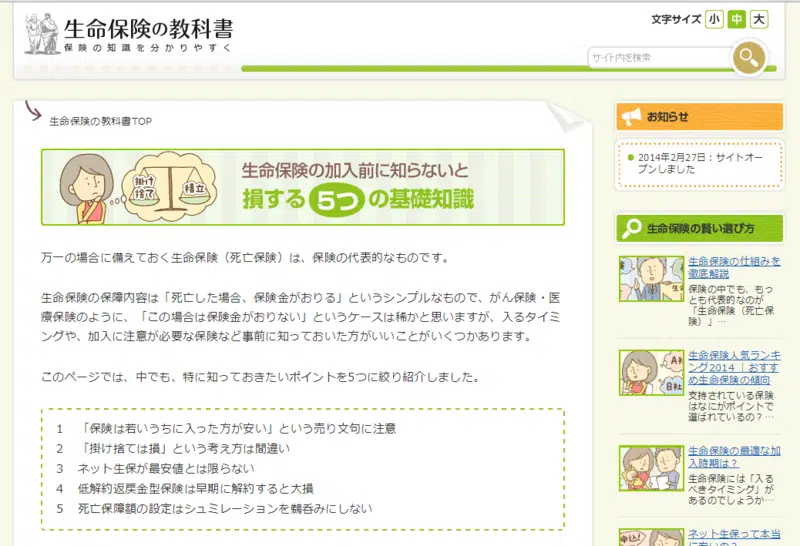 生命保険の教科書
保険の知識を分かりやすく
文字サイズ 小 中 大
サイト内を検索
生命保険の教科書TOP
掛け
捨て
積立
生命保険の加入前に知らないと
損する5つの基礎知識
万一の場合に備えておく生命保険（死亡保険）は、保険の代表的なものです。
生命保険の保障内容は「死亡した場合、保険金がおりる」というシンプルなもので、がん保険・医
療保険のように、「この場合は保険金がおりない」というケースは稀かと思いますが、入るタイミ
ングや、加入に注意が必要な保険など事前に知っておいた方がいいことがいくつかあります。
このページでは、中でも、特に知っておきたいポイントを5つに絞り紹介しました。
1 「保険は若いうちに入った方が安い」という売り文句に注意
2 「掛け捨ては損」という考え方は間違い
3 ネット生保が最安値とは限らない
4 低解約返戻金型保険は早期に解約すると大損
5 死亡保障額の設定はシュミレーションを鵜呑みにしない
お知らせ
2014年2月27日：サイトオー
プンしました
生命保険の賢い選び方
生命保険の仕組みを
徹底解説
保険の中でも、もっ
とも代表的なのが
「生命保険（死亡保
険）」…
生命保険人気ランキ
ング2014 ｜おすす
め生命保険の傾向
支持されている保険
はなにがポイントで
選ばれているの？…
A社
B社
生命保険の最適な加
入時期は？
生命保険には「入る
べきタイミング」が
あるのでしょうか…
ネット生保って本当
に安いの？
申込！